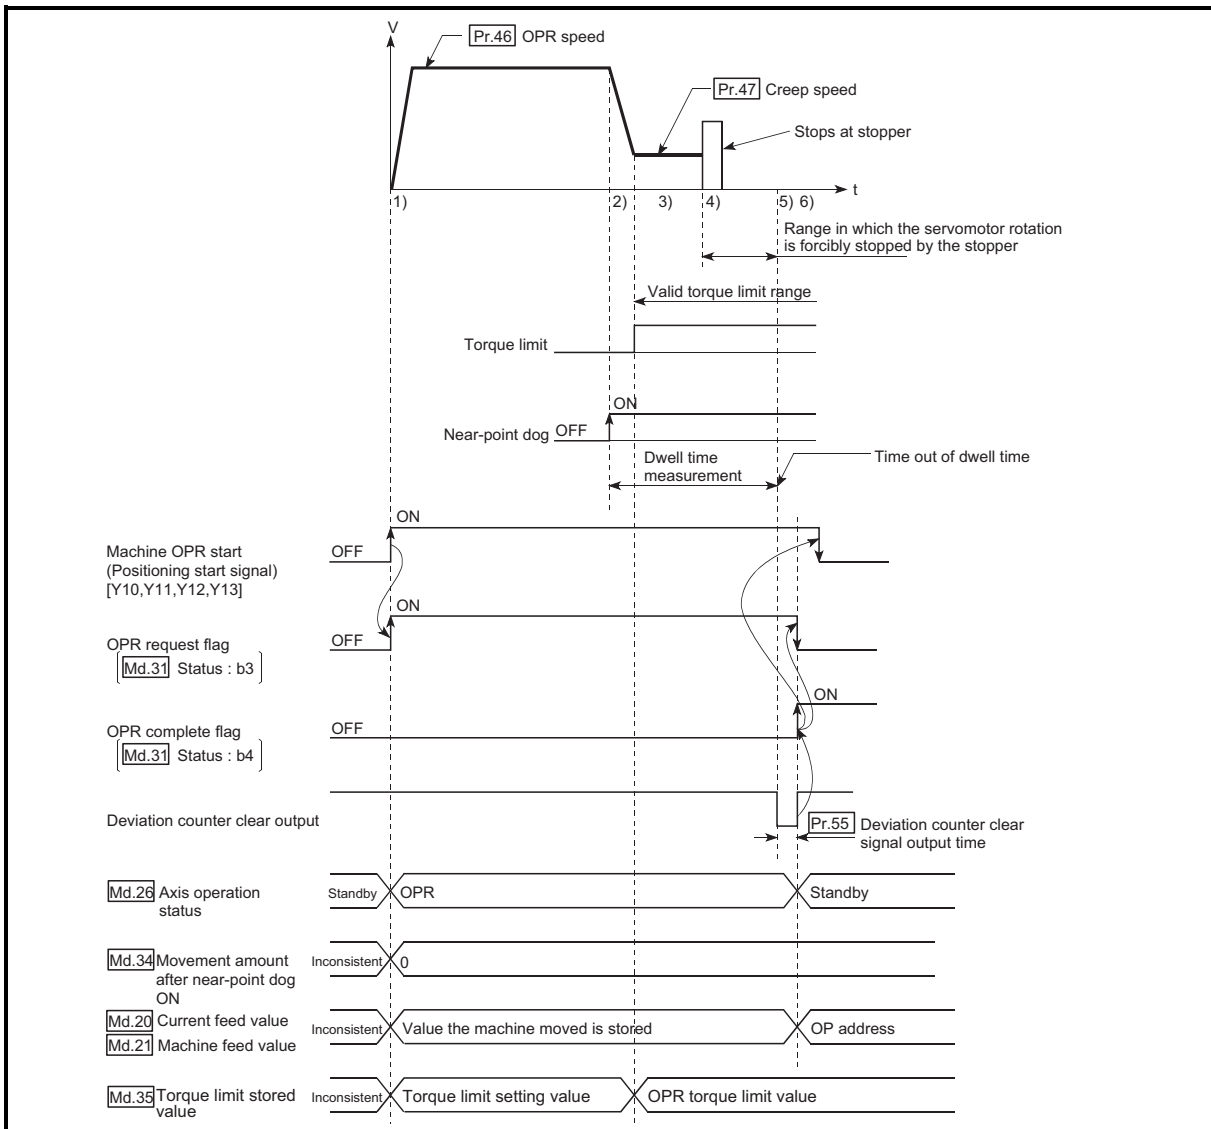 V
Pr.46 OPR speed
Pr.47 Creep speed
Stops at stopper
t
1) 2) 3) 4) 5) 6)
Range in which the servomotor rotation
is forcibly stopped by the stopper
Valid torque limit range
Torque limit
ON
Near-point dog OFF
Dwell time
measurement
Time out of dwell time
ON
Machine OPR start
(Positioning start signal)
[Y10,Y11,Y12,Y13]
OFF
ON
OPR request flag
OFF
Md.31 Status : b3
ON
OPR complete flag
OFF
Md.31 Status : b4
Deviation counter clear output
Pr.55 Deviation counter clear
signal output time
Md.26 Axis operation
status
Standby OPR Standby
Md.34 Movement amount
after near-point dog
ON
Inconsistent 0
Md.20 Current feed value
Md.21 Machine feed value
Inconsistent Value the machine moved is stored OP address
Md.35 Torque limit stored
value
Inconsistent Torque limit setting value OPR torque limit value